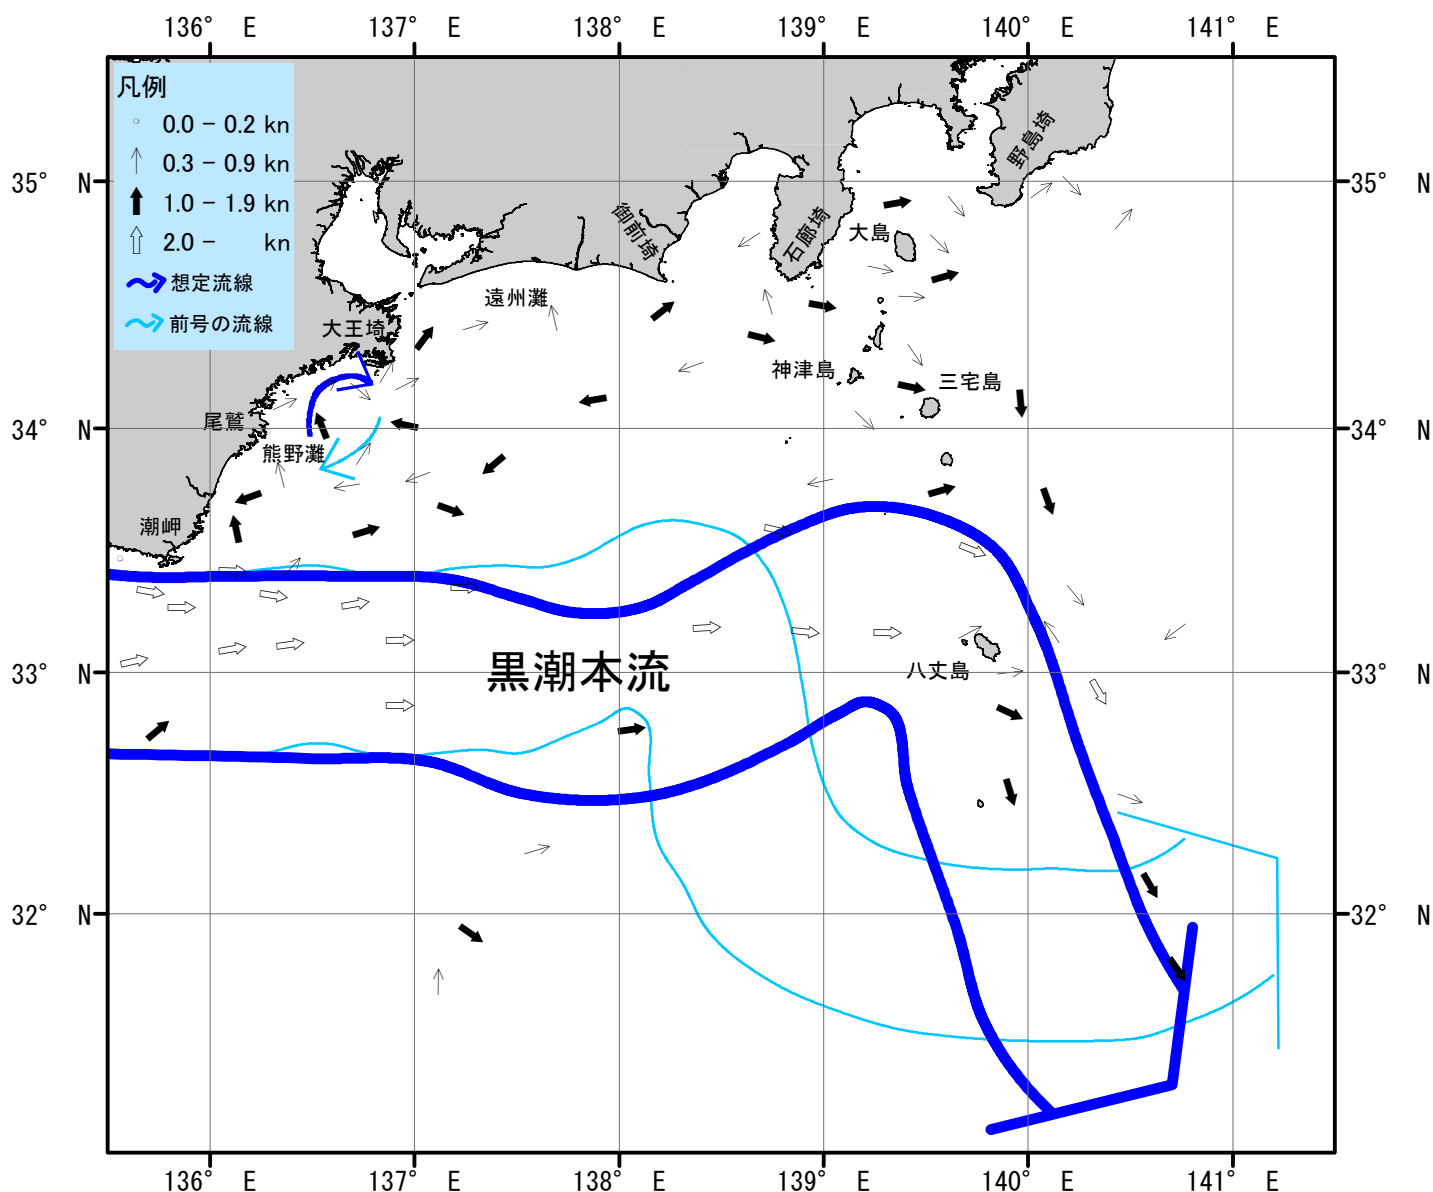 136° E 137° E 138° E 139° E 140° E 141° E
凡例
0.0 - 0.2 kn
0.3 - 0.9 kn
1.0 - 1.9 kn
2.0 - kn
想定流線
前号の流線
35° N
35° N
野島埼
御前埼
石廊埼
大島
遠州灘
大王埼
神津島
三宅島
尾鷲
34° N
34° N
熊野灘
潮岬
黒潮本流
八丈島
33° N
33° N
32° N
32° N
136° E 137° E 138° E 139° E 140° E 141° E